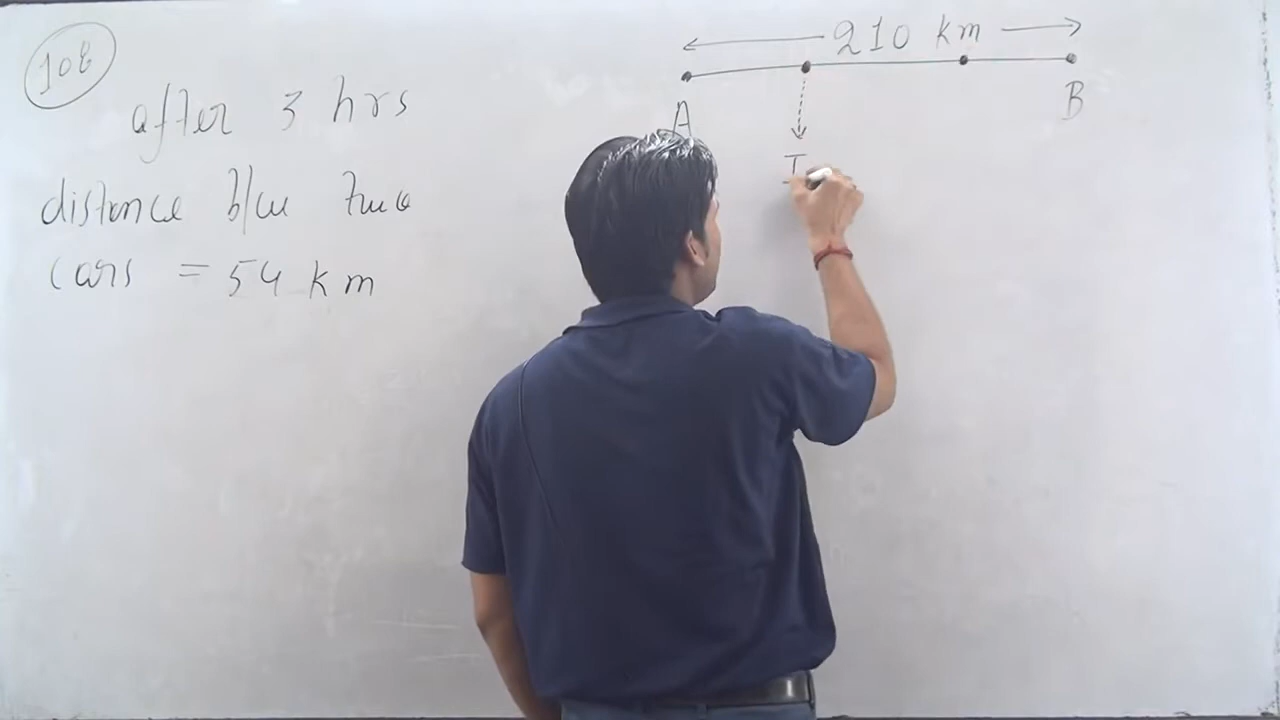 108
after 3 hrs
distance b/w two
cars = 54 km
210 km
A
B
I